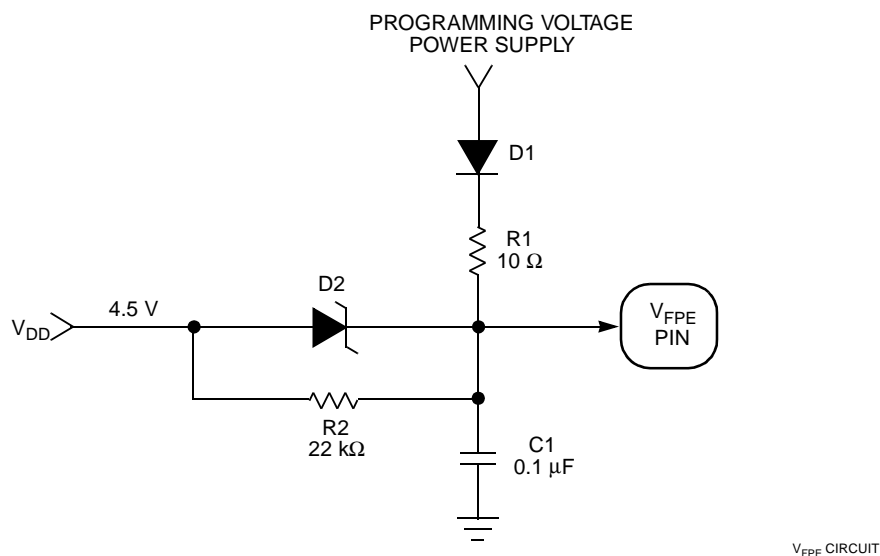 PROGRAMMING VOLTAGE
POWER SUPPLY
D1
R1
10 Ω
D2
4.5 V
VDD
VFPE
PIN
R2
22 kΩ
C1
0.1 µF
VFPE CIRCUIT